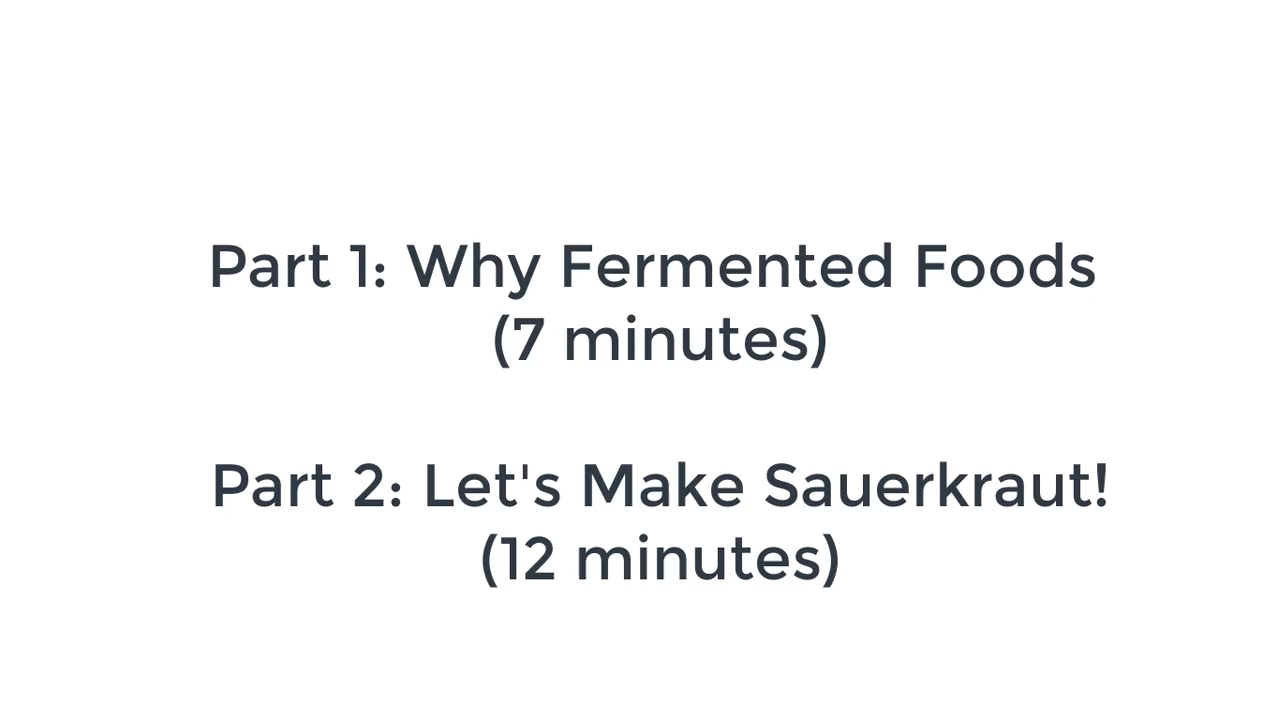 Part 1: Why Fermented Foods
(7 minutes)
Part 2: Let's Make Sauerkraut!
(12 minutes)